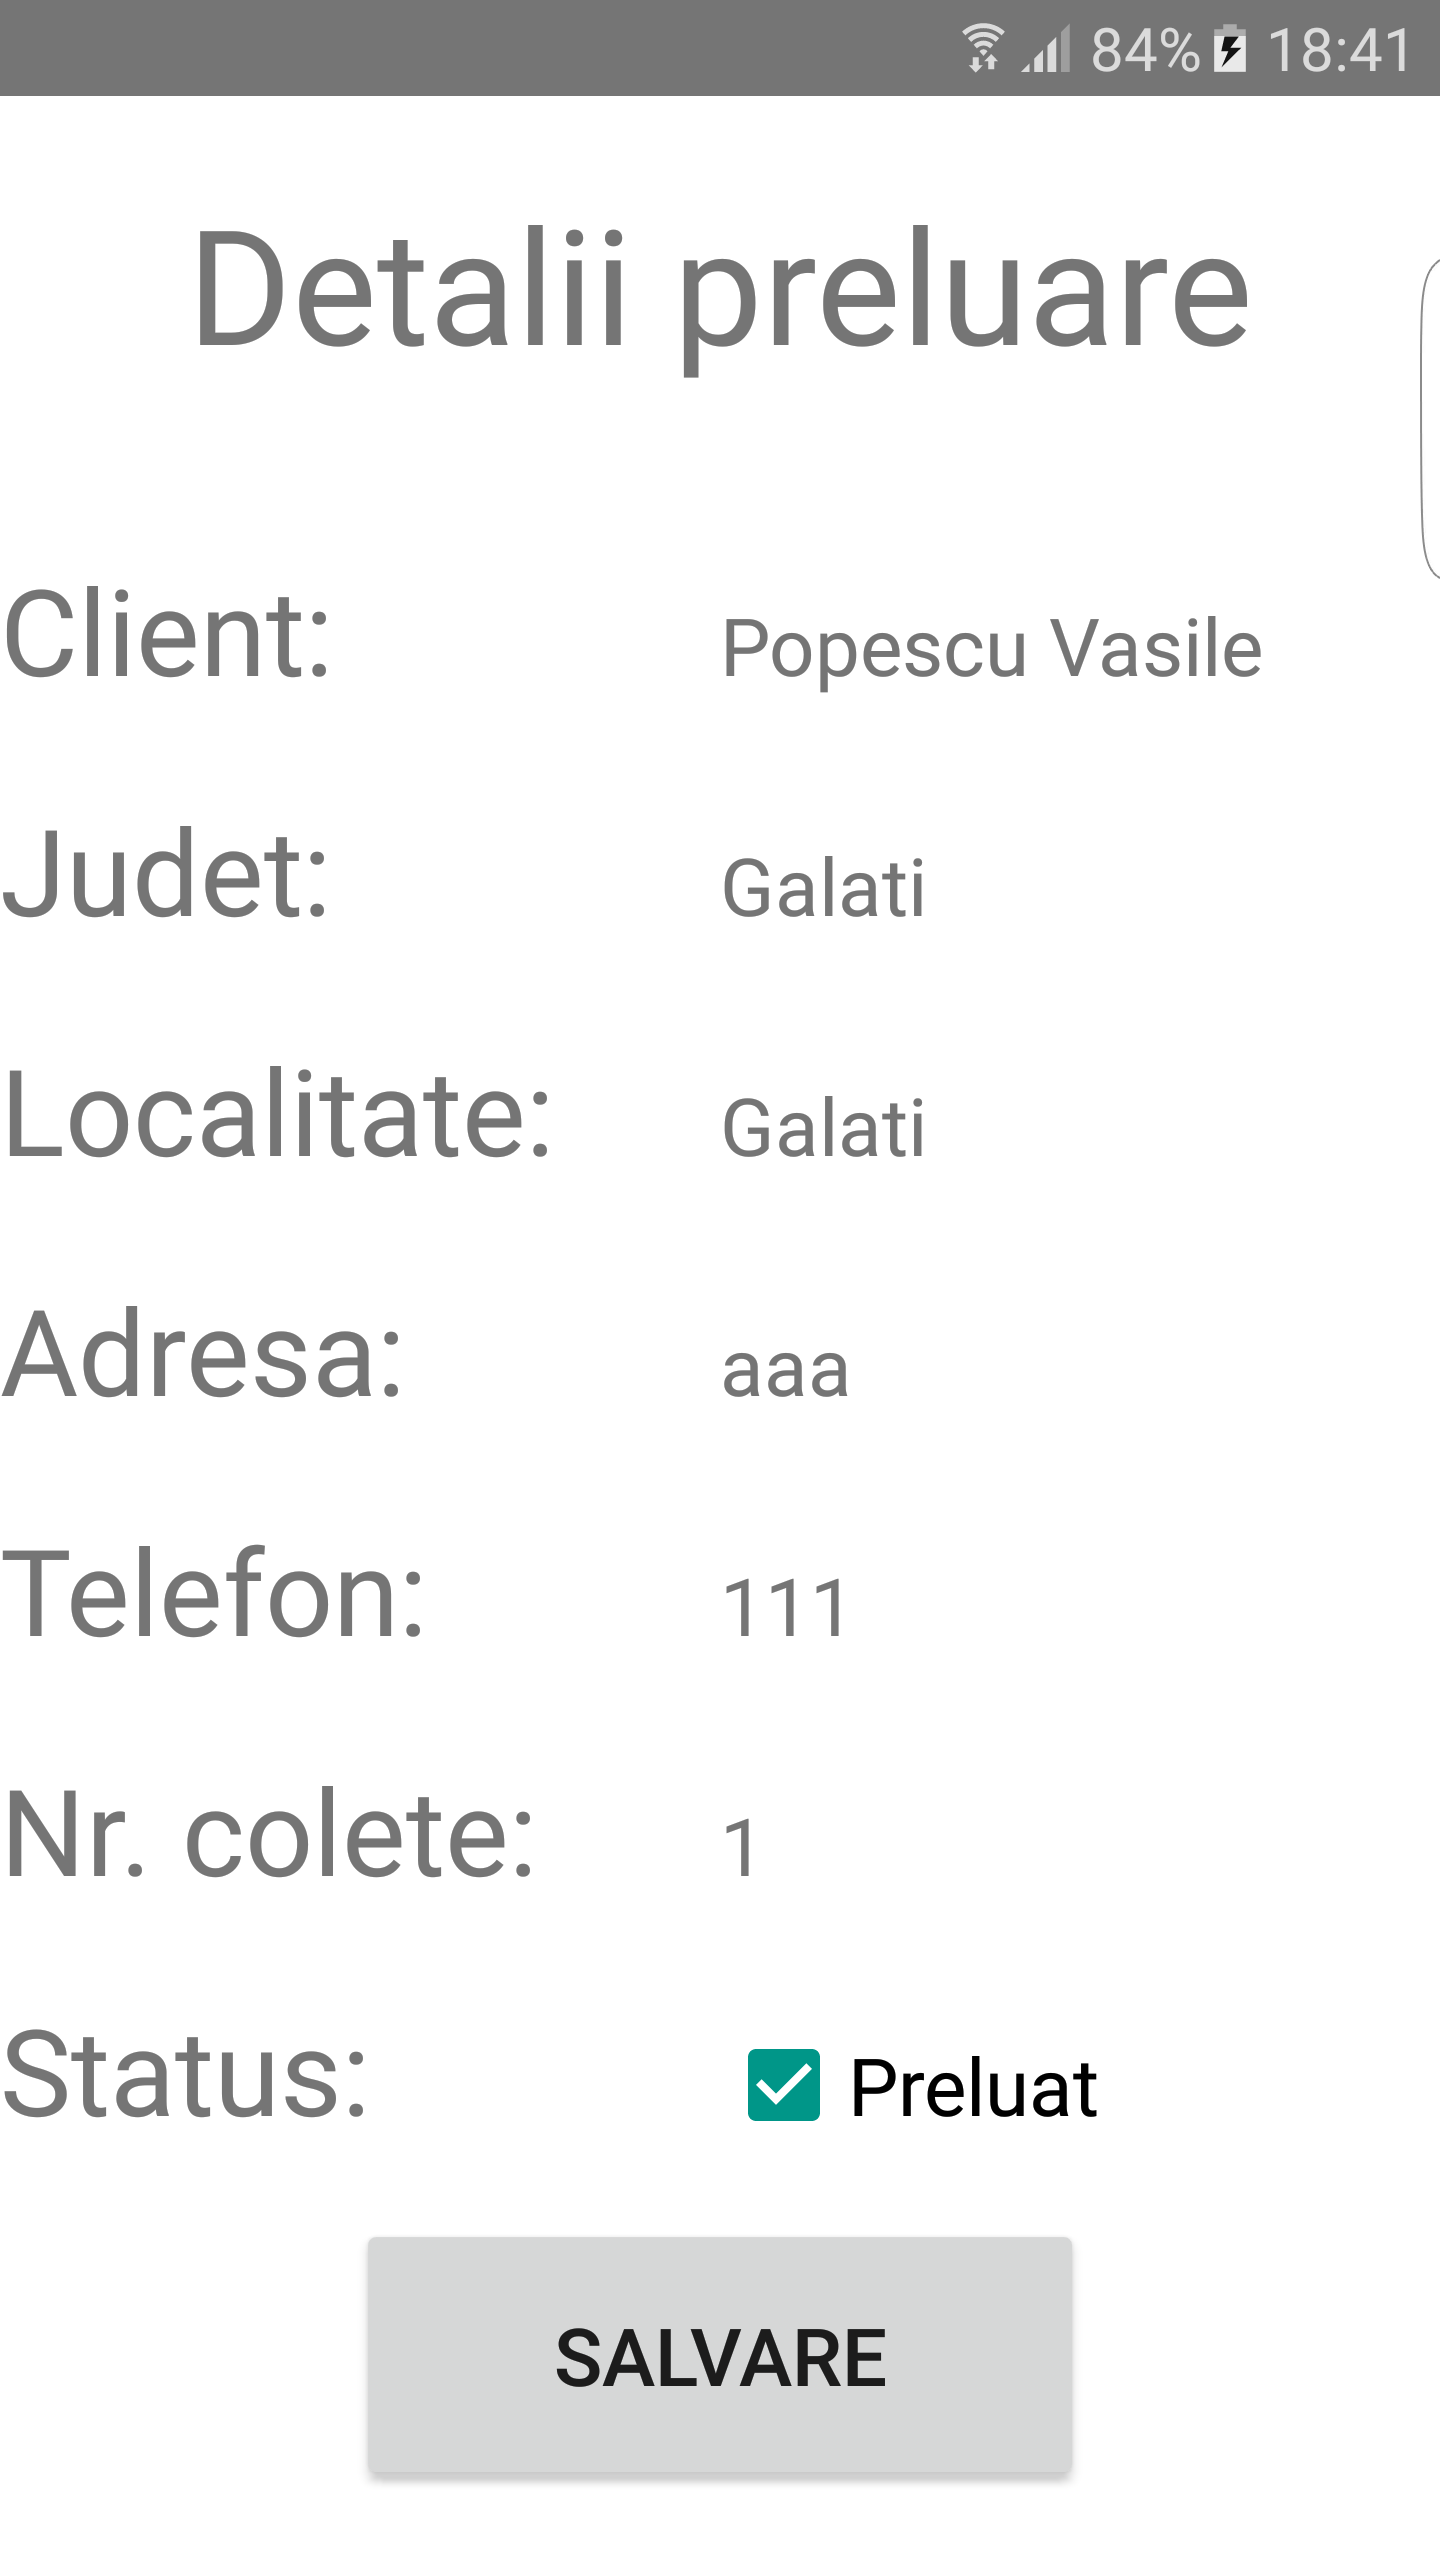 84% 18:41
Detalii preluare
Client: Popescu Vasile
Judet: Galati
Localitate: Galati
Adresa: aaa
Telefon: 111
Nr. colete: 1
Status: Preluat
SALVARE